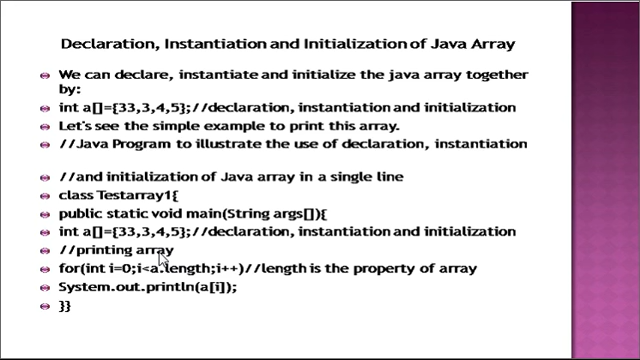 Declaration, Instantiation and Initialization of Java Array
We can declare, instantiate and initialize the java array together
by:
int a[]={33,3,4,5};//declaration, instantiation and initialization
Let's see the simple example to print this array.
//Java Program to illustrate the use of declaration, instantiation
//and initialization of Java array in a single line
class Testarray1{
public static void main(String args[]){
int a[]={33,3,4,5};//declaration, instantiation and initialization
//printing array
for(int i=0;i<a.length;i++)//length is the property of array
System.out.println(a[i]);
}}